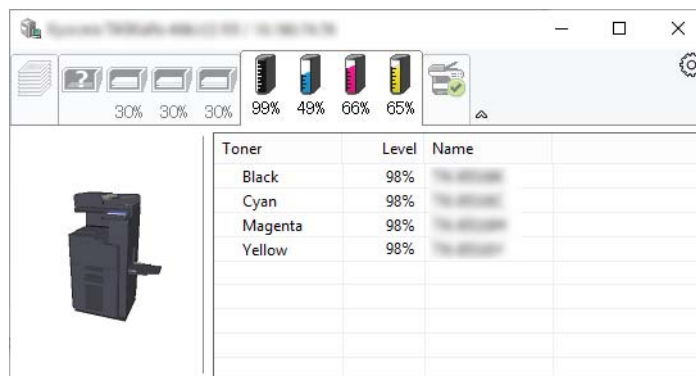 30% 30% 30% 99% 49% 66% 65%
Toner Level Name
Black 98%
Cyan 98%
Magenta 98%
Yellow 98%